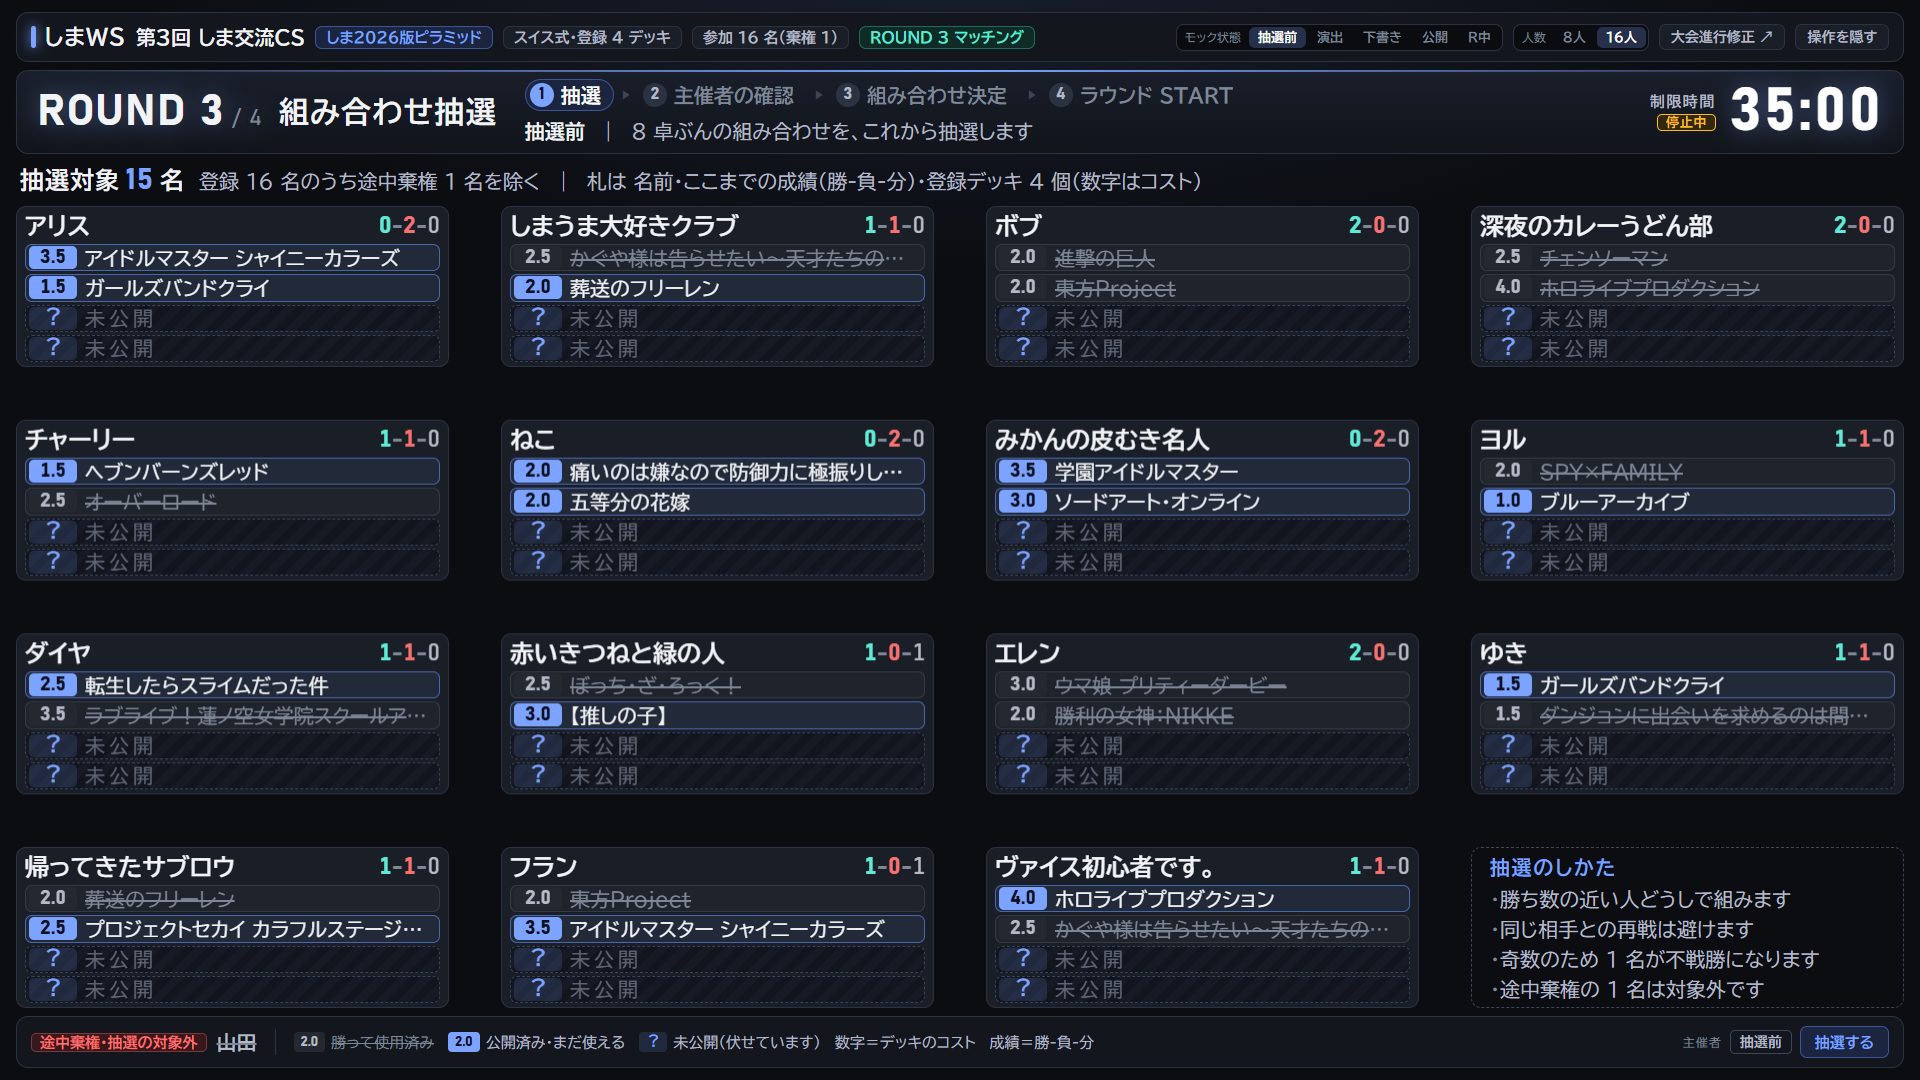 しまWS 第3回 しま交流CS しま2026版ピラミッド スイス式・登録 4 デッキ 参加 16 名(棄権 1) ROUND 3 マッチング モック状態 抽選前 演出 下書き 公開 R中 人数 8人 16人 大会進行修正 ↗ 操作を隠す
ROUND 3 / 4 組み合わせ抽選
1 抽選 ▸ 2 主催者の確認 ▸ 3 組み合わせ決定 ▸ 4 ラウンド START
抽選前 | 8 卓ぶんの組み合わせを、これから抽選します
制限時間 停止中 35:00
抽選対象 15 名 登録 16 名のうち途中棄権 1 名を除く | 札は 名前・ここまでの成績(勝-負-分)・登録デッキ 4 個(数字はコスト)
アリス 0-2-0
3.5 アイドルマスター シャイニーカラーズ
1.5 ガールズバンドクライ
? 未公開
? 未公開
しまうま大好きクラブ 1-1-0
2.5 かぐや様は告らせたい〜天才たちの…
2.0 葬送のフリーレン
? 未公開
? 未公開
ボブ 2-0-0
2.0 進撃の巨人
2.0 東方Project
? 未公開
? 未公開
深夜のカレーうどん部 2-0-0
2.5 チェンソーマン
4.0 ホロライブプロダクション
? 未公開
? 未公開
チャーリー 1-1-0
1.5 ヘブンバーンズレッド
2.5 オーバーロード
? 未公開
? 未公開
ねこ 0-2-0
2.0 痛いのは嫌なので防御力に極振りし…
2.0 五等分の花嫁
? 未公開
? 未公開
みかんの皮むき名人 0-2-0
3.5 学園アイドルマスター
3.0 ソードアート・オンライン
? 未公開
? 未公開
ヨル 1-1-0
2.0 SPY×FAMILY
1.0 ブルーアーカイブ
? 未公開
? 未公開
ダイヤ 1-1-0
2.5 転生したらスライムだった件
3.5 ラブライブ！蓮ノ空女学院スクールア…
? 未公開
? 未公開
赤いきつねと緑の人 1-0-1
2.5 ぼっち・ざ・ろっく！
3.0 【推しの子】
? 未公開
? 未公開
エレン 2-0-0
3.0 ウマ娘 プリティーダービー
2.0 勝利の女神：NIKKE
? 未公開
? 未公開
ゆき 1-1-0
1.5 ガールズバンドクライ
1.5 ダンジョンに出会いを求めるのは間…
? 未公開
? 未公開
帰ってきたサブロウ 1-1-0
2.0 葬送のフリーレン
2.5 プロジェクトセカイ カラフルステージ…
? 未公開
? 未公開
フラン 1-0-1
2.0 東方Project
3.5 アイドルマスター シャイニーカラーズ
? 未公開
? 未公開
ヴァイス初心者です。 1-1-0
4.0 ホロライブプロダクション
2.5 かぐや様は告らせたい〜天才たちの…
? 未公開
? 未公開
抽選のしかた
・勝ち数の近い人どうしで組みます
・同じ相手との再戦は避けます
・奇数のため 1 名が不戦勝になります
・途中棄権の 1 名は対象外です
途中棄権・抽選の対象外 山田 2.0 勝って使用済み 2.0 公開済み・まだ使える ? 未公開(伏せています) 数字＝デッキのコスト 成績＝勝-負-分 主催者 抽選前 抽選する